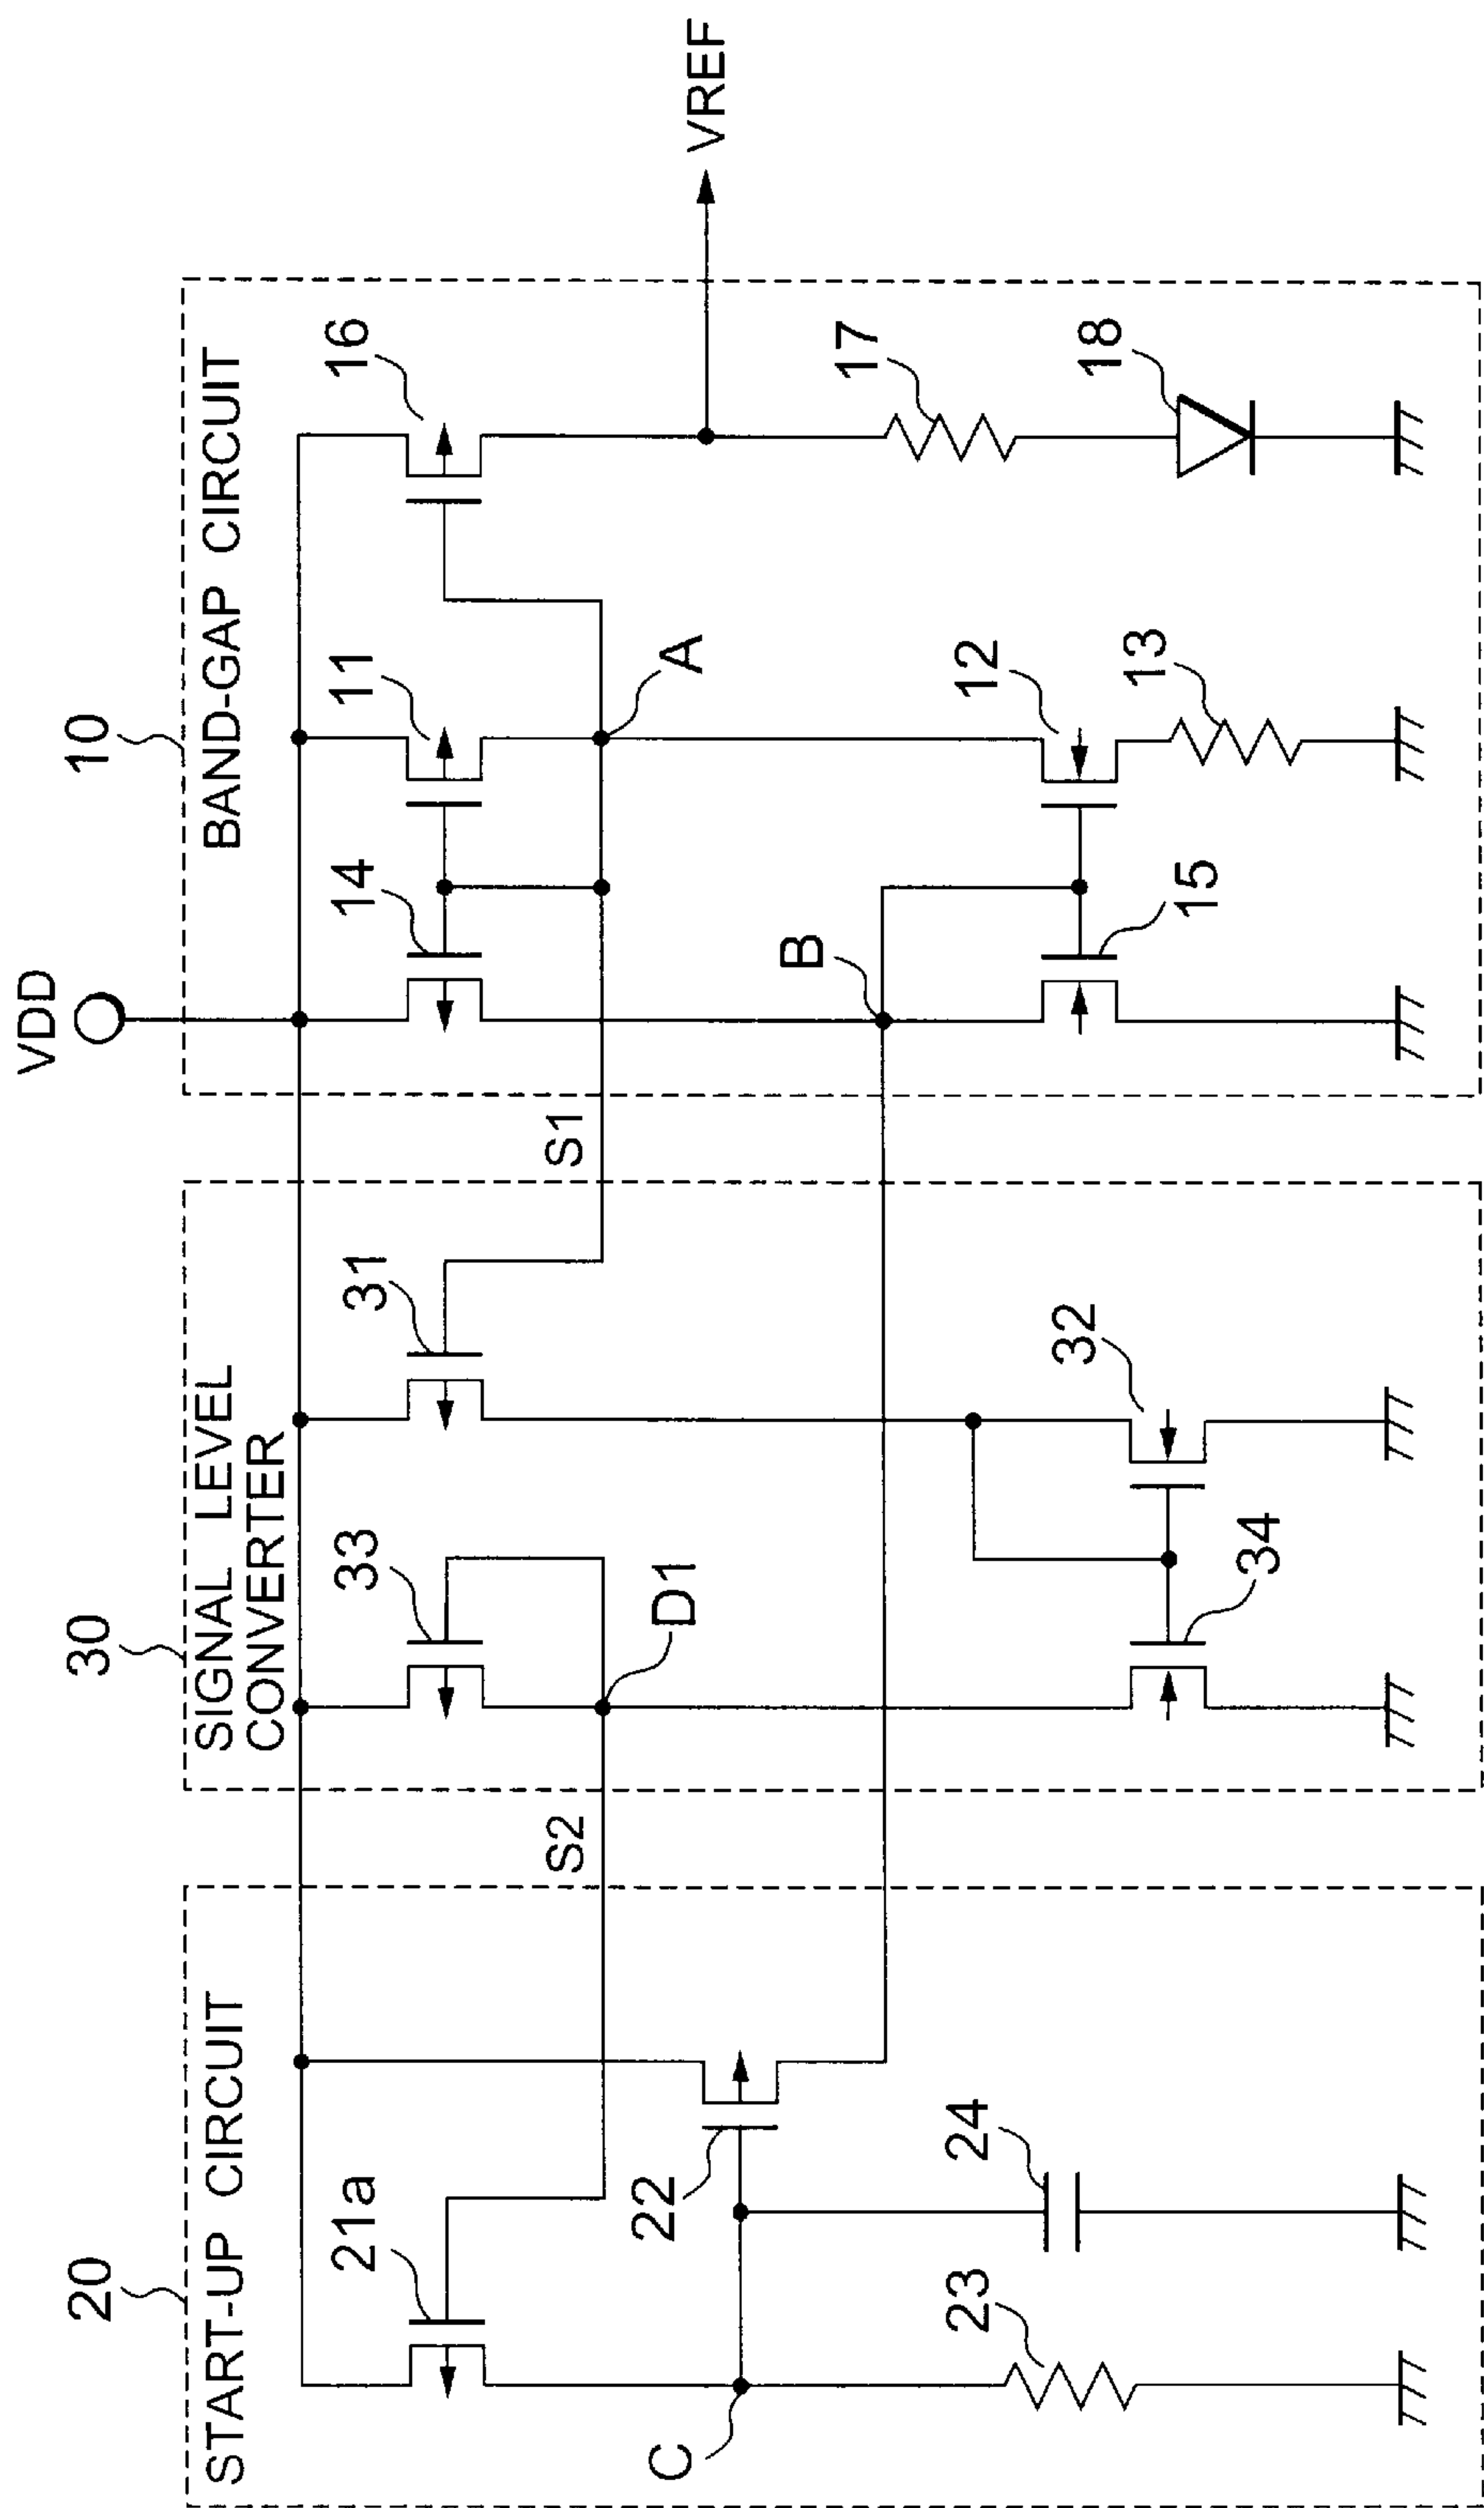 VDD
10
BAND-GAP CIRCUIT
14
11
16
A
B
12
15
13
17
18
VREF
S1
30
SIGNAL LEVEL
CONVERTER
33
31
D1
32
34
S2
20
START-UP CIRCUIT
21a
22
C
23
24